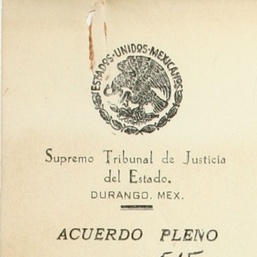 ESTADOS·UNIDOS·MEXICANOS
Supremo Tribunal de Justicia
del Estado.
DURANGO, MEX.
ACUERDO PLENO